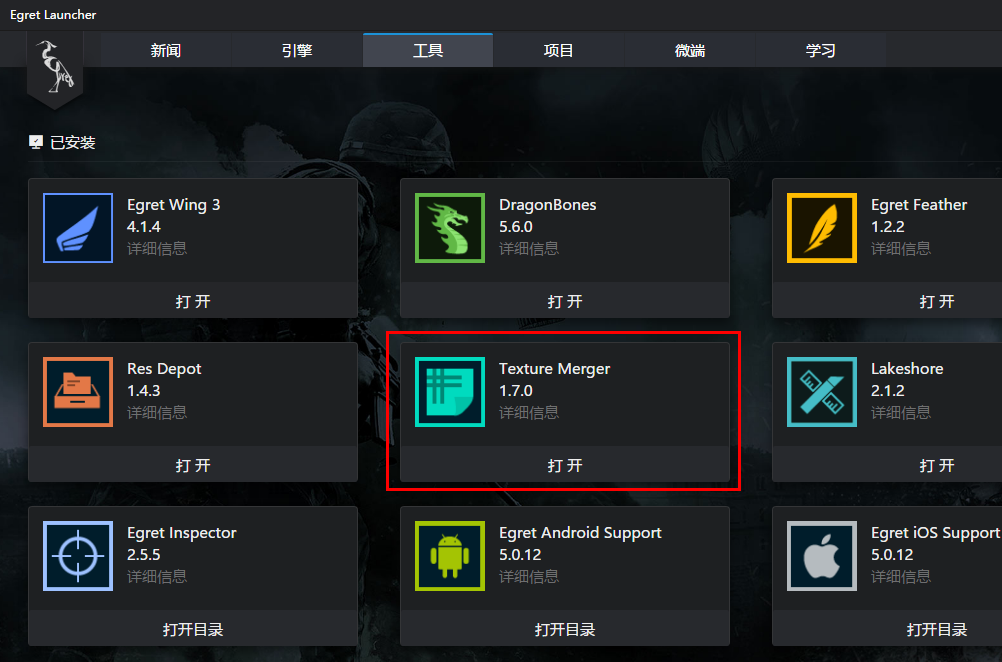 Egret Launcher
新闻
引擎
工具
项目
微端
学习
已安装
Egret Wing 3
4.1.4
详细信息
打 开
DragonBones
5.6.0
详细信息
打 开
Egret Feather
1.2.2
详细信息
打 开
Res Depot
1.4.3
详细信息
打 开
Texture Merger
1.7.0
详细信息
打 开
Lakeshore
2.1.2
详细信息
打 开
Egret Inspector
2.5.5
详细信息
打开目录
Egret Android Support
5.0.12
详细信息
打开目录
Egret iOS Support
5.0.12
详细信息
打开目录